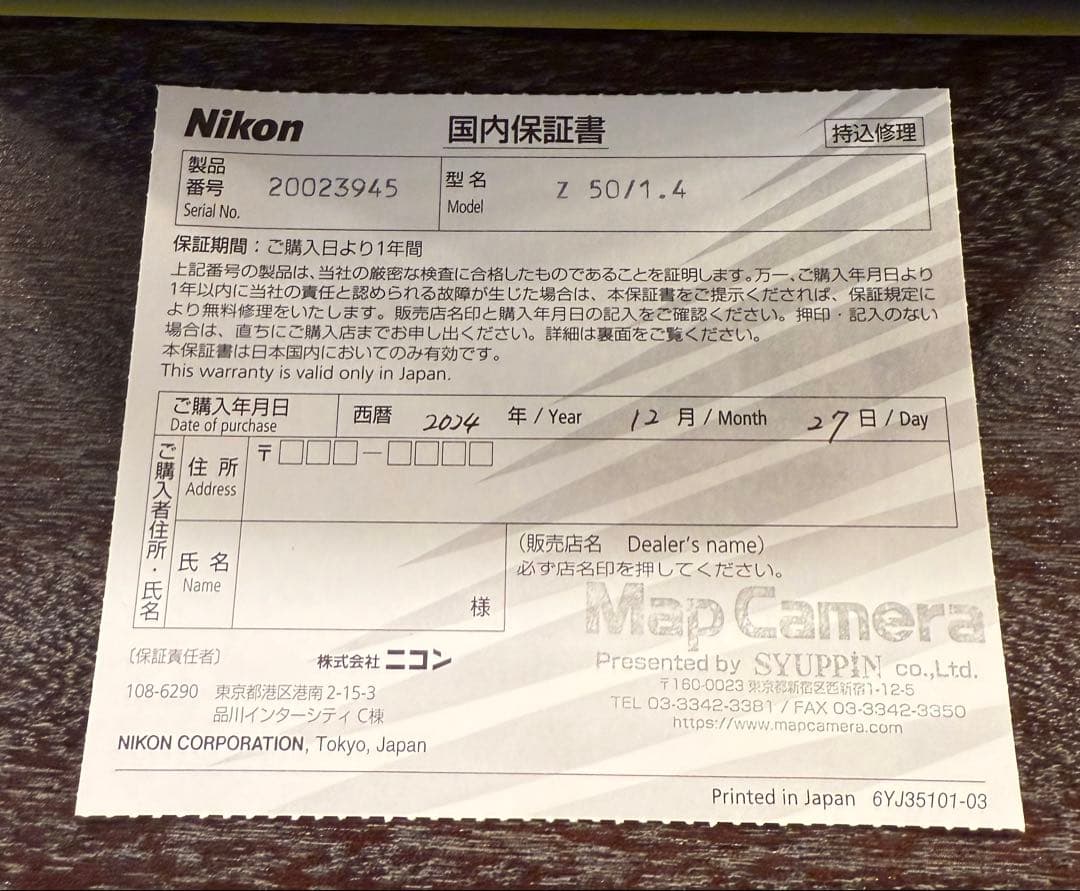 Nikon 国内保証書 持込修理
製品番号 Serial No. 20023945 型名 Model Z 50/1.4
保証期間：ご購入日より1年間
上記番号の製品は、当社の厳密な検査に合格したものであることを証明します。万一、ご購入年月日より
1年以内に当社の責任と認められる故障が生じた場合は、本保証書をご提示くだされば、保証規定に
より無料修理をいたします。販売店名印と購入年月日の記入をご確認ください。押印・記入のない
場合は、直ちにご購入店までお申し出ください。詳細は裏面をご覧ください。
本保証書は日本国内においてのみ有効です。
This warranty is valid only in Japan.
ご購入年月日 Date of purchase 西暦 2024 年 / Year 12 月 / Month 27 日 / Day
ご購入者住所・氏名
住所 Address 〒□□□－□□□□
氏名 Name 様
（販売店名 Dealer's name）
必ず店名印を押してください。
Map Camera
Presented by SYUPPIN co.,Ltd.
〒160-0023 東京都新宿区西新宿1-12-5
TEL 03-3342-3381 / FAX 03-3342-3350
https://www.mapcamera.com
〔保証責任者〕 株式会社 ニコン
108-6290 東京都港区港南 2-15-3
品川インターシティ C棟
NIKON CORPORATION, Tokyo, Japan
Printed in Japan 6YJ35101-03